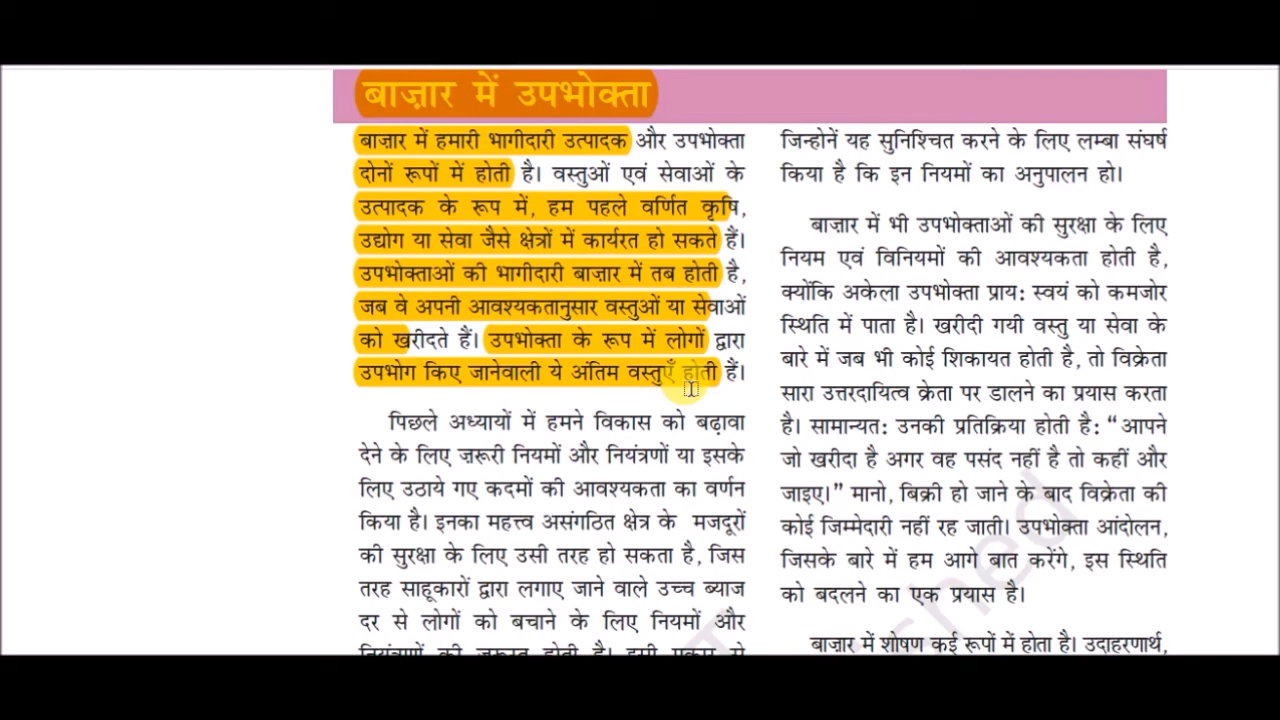 बाज़ार में उपभोक्ता
बाज़ार में हमारी भागीदारी उत्पादक और उपभोक्ता
दोनों रूपों में होती है। वस्तुओं एवं सेवाओं के
उत्पादक के रूप में, हम पहले वर्णित कृषि,
उद्योग या सेवा जैसे क्षेत्रों में कार्यरत हो सकते हैं।
उपभोक्ताओं की भागीदारी बाज़ार में तब होती है,
जब वे अपनी आवश्यकतानुसार वस्तुओं या सेवाओं
को खरीदते हैं। उपभोक्ता के रूप में लोगों द्वारा
उपभोग किए जानेवाली ये अंतिम वस्तुएँ होती हैं।
पिछले अध्यायों में हमने विकास को बढ़ावा
देने के लिए ज़रूरी नियमों और नियंत्रणों या इसके
लिए उठाये गए कदमों की आवश्यकता का वर्णन
किया है। इनका महत्त्व असंगठित क्षेत्र के मजदूरों
की सुरक्षा के लिए उसी तरह हो सकता है, जिस
तरह साहूकारों द्वारा लगाए जाने वाले उच्च ब्याज
दर से लोगों को बचाने के लिए नियमों और
नियंत्रणों की ज़रूरत होती है। इसी प्रकार से
जिन्होनें यह सुनिश्चित करने के लिए लम्बा संघर्ष
किया है कि इन नियमों का अनुपालन हो।
बाज़ार में भी उपभोक्ताओं की सुरक्षा के लिए
नियम एवं विनियमों की आवश्यकता होती है,
क्योंकि अकेला उपभोक्ता प्राय: स्वयं को कमजोर
स्थिति में पाता है। खरीदी गयी वस्तु या सेवा के
बारे में जब भी कोई शिकायत होती है, तो विक्रेता
सारा उत्तरदायित्व क्रेता पर डालने का प्रयास करता
है। सामान्यत: उनकी प्रतिक्रिया होती है: “आपने
जो खरीदा है अगर वह पसंद नहीं है तो कहीं और
जाइए।” मानो, बिक्री हो जाने के बाद विक्रेता की
कोई जिम्मेदारी नहीं रह जाती। उपभोक्ता आंदोलन,
जिसके बारे में हम आगे बात करेंगे, इस स्थिति
को बदलने का एक प्रयास है।
बाज़ार में शोषण कई रूपों में होता है। उदाहरणार्थ,